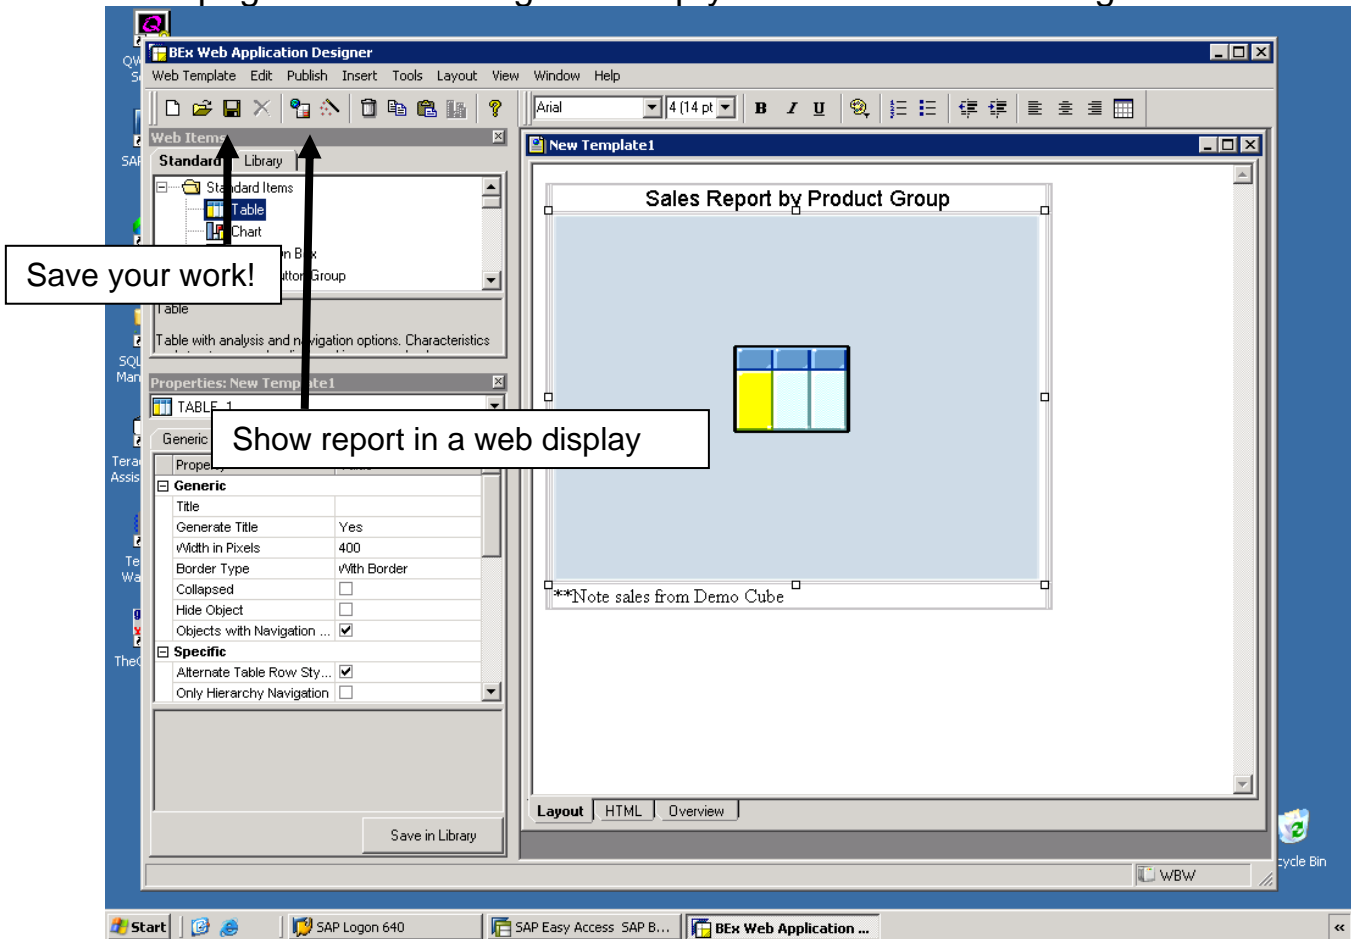 BEx Web Application Designer
Web Template Edit Publish Insert Tools Layout View Window Help
Arial 4 (14 pt B I U
Web Items
Standard Library
Standard Items
Table
Chart
Save your work!
Table
Table with analysis and navigation options. Characteristics
Properties: New Template1
TABLE_1
Show report in a web display
Generic
Generic
Title
Generate Title Yes
Width in Pixels 400
Border Type With Border
Collapsed
Hide Object
Objects with Navigation ...
Specific
Alternate Table Row Sty...
Only Hierarchy Navigation
Save in Library
New Template1
Sales Report by Product Group
**Note sales from Demo Cube
Layout HTML Overview
WBW
Start SAP Logon 640 SAP Easy Access SAP B... BEx Web Application ...